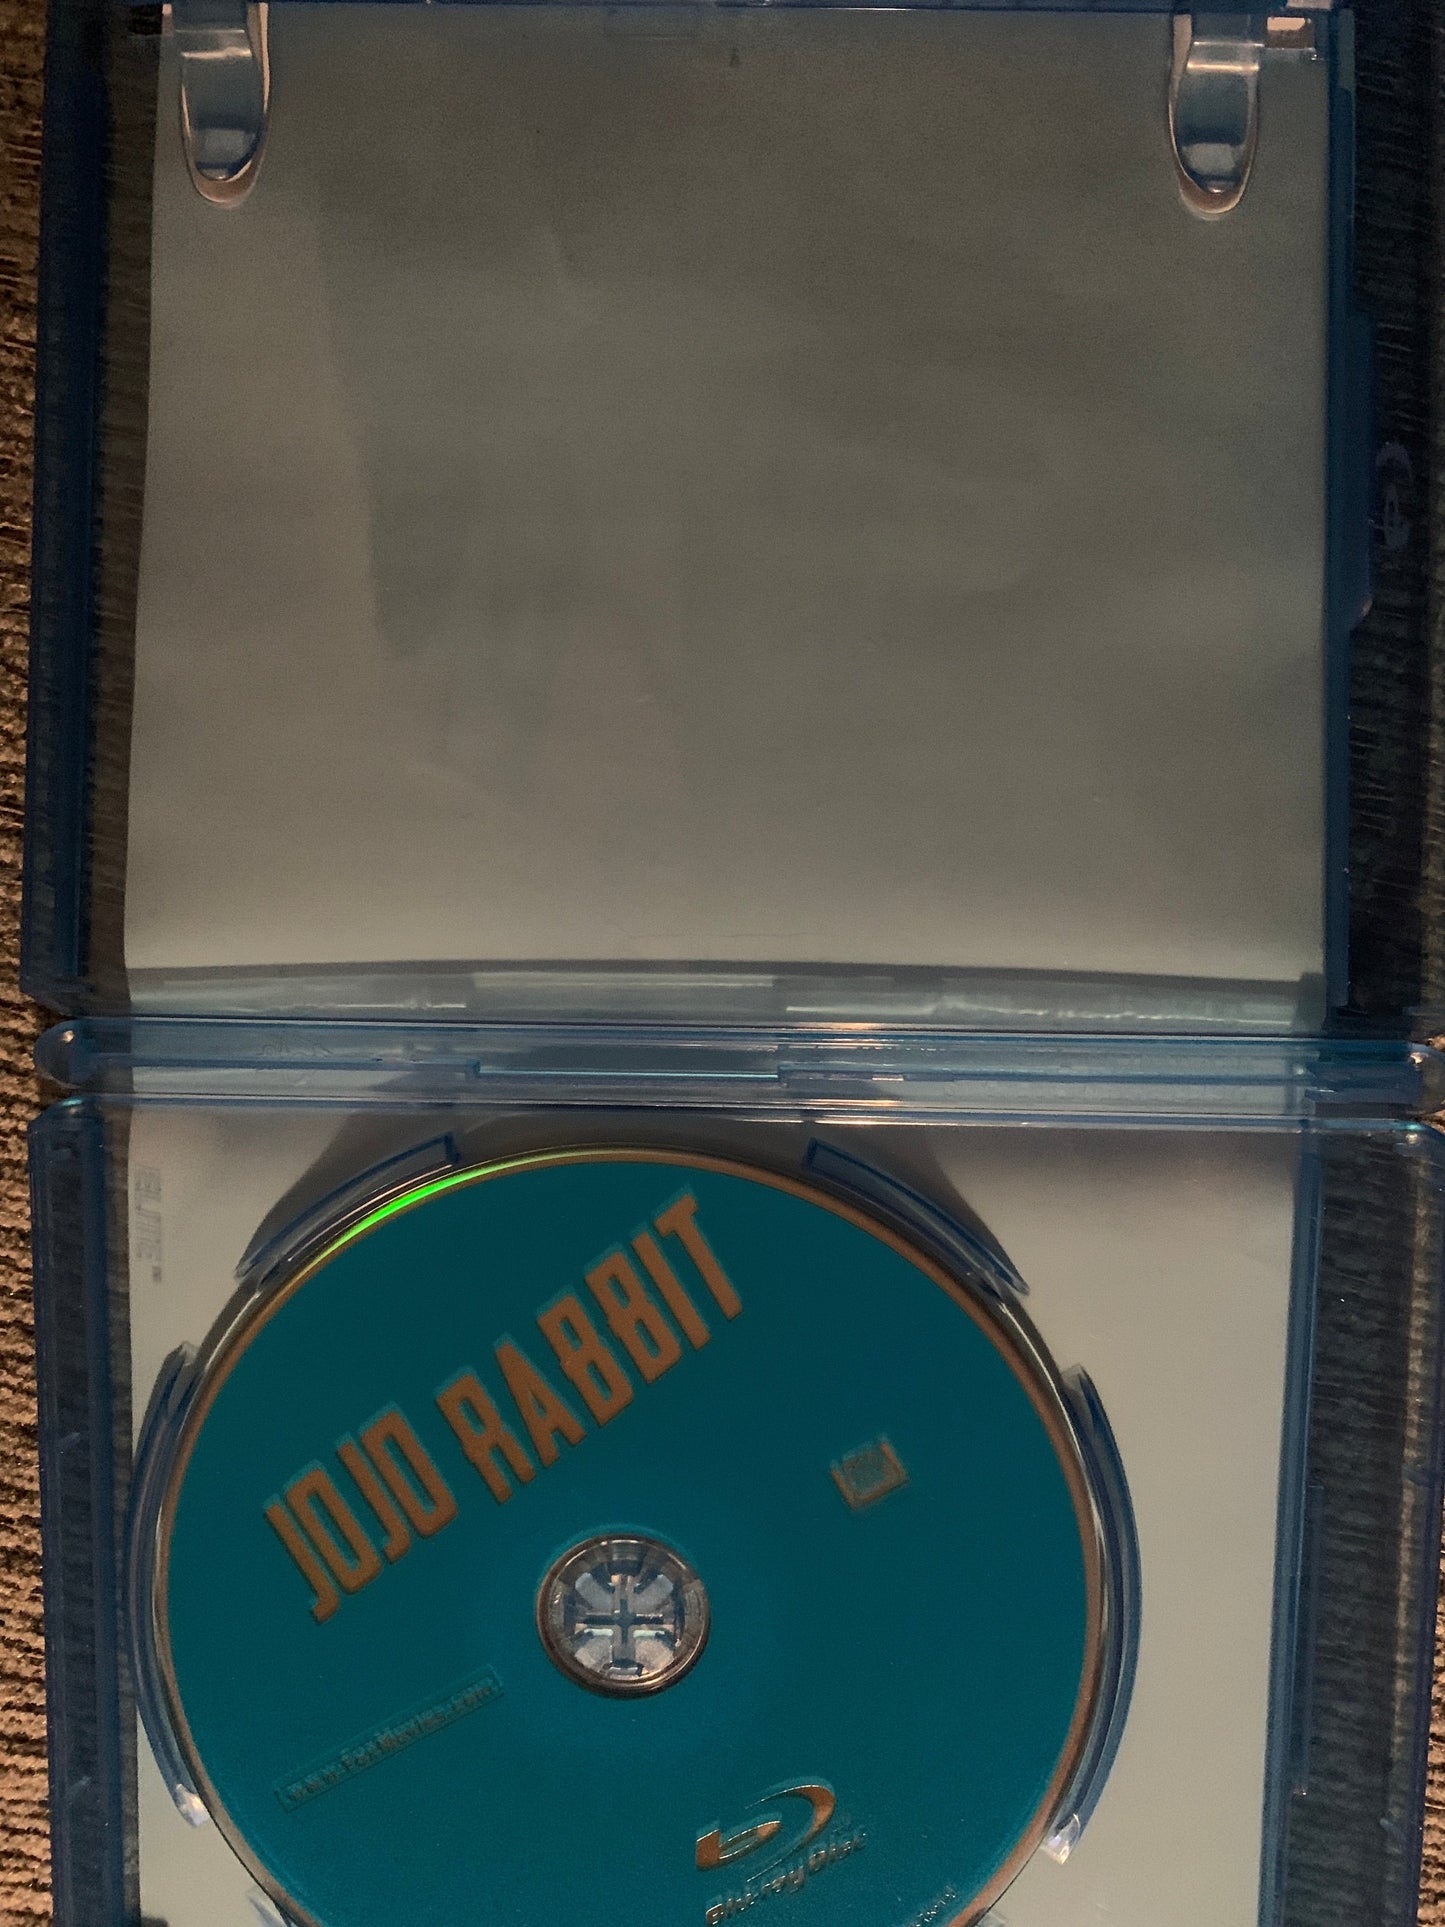 JOJO RABBIT
www.FoxMovies.com
Blu-ray Disc